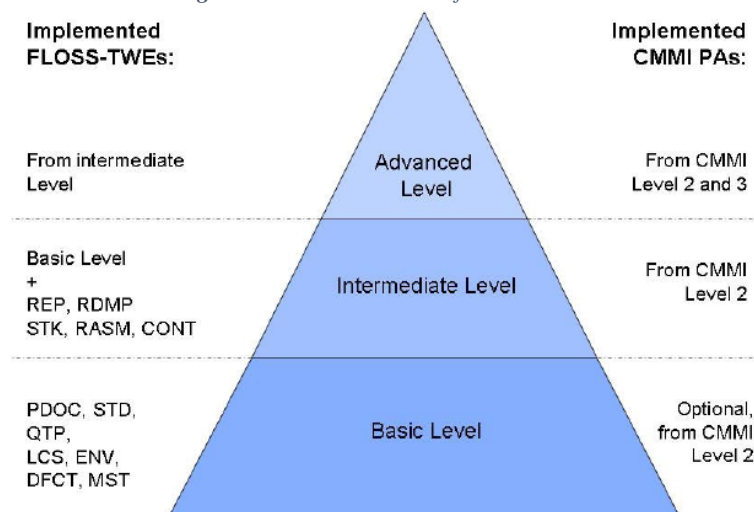 Implemented
FLOSS-TWEs:
Implemented
CMMI PAs:
From intermediate
Level
Advanced
Level
From CMMI
Level 2 and 3
Basic Level
+
REP, RDMP
STK, RASM, CONT
Intermediate Level
From CMMI
Level 2
PDOC, STD,
QTP,
LCS, ENV,
DFCT, MST
Basic Level
Optional,
from CMMI
Level 2